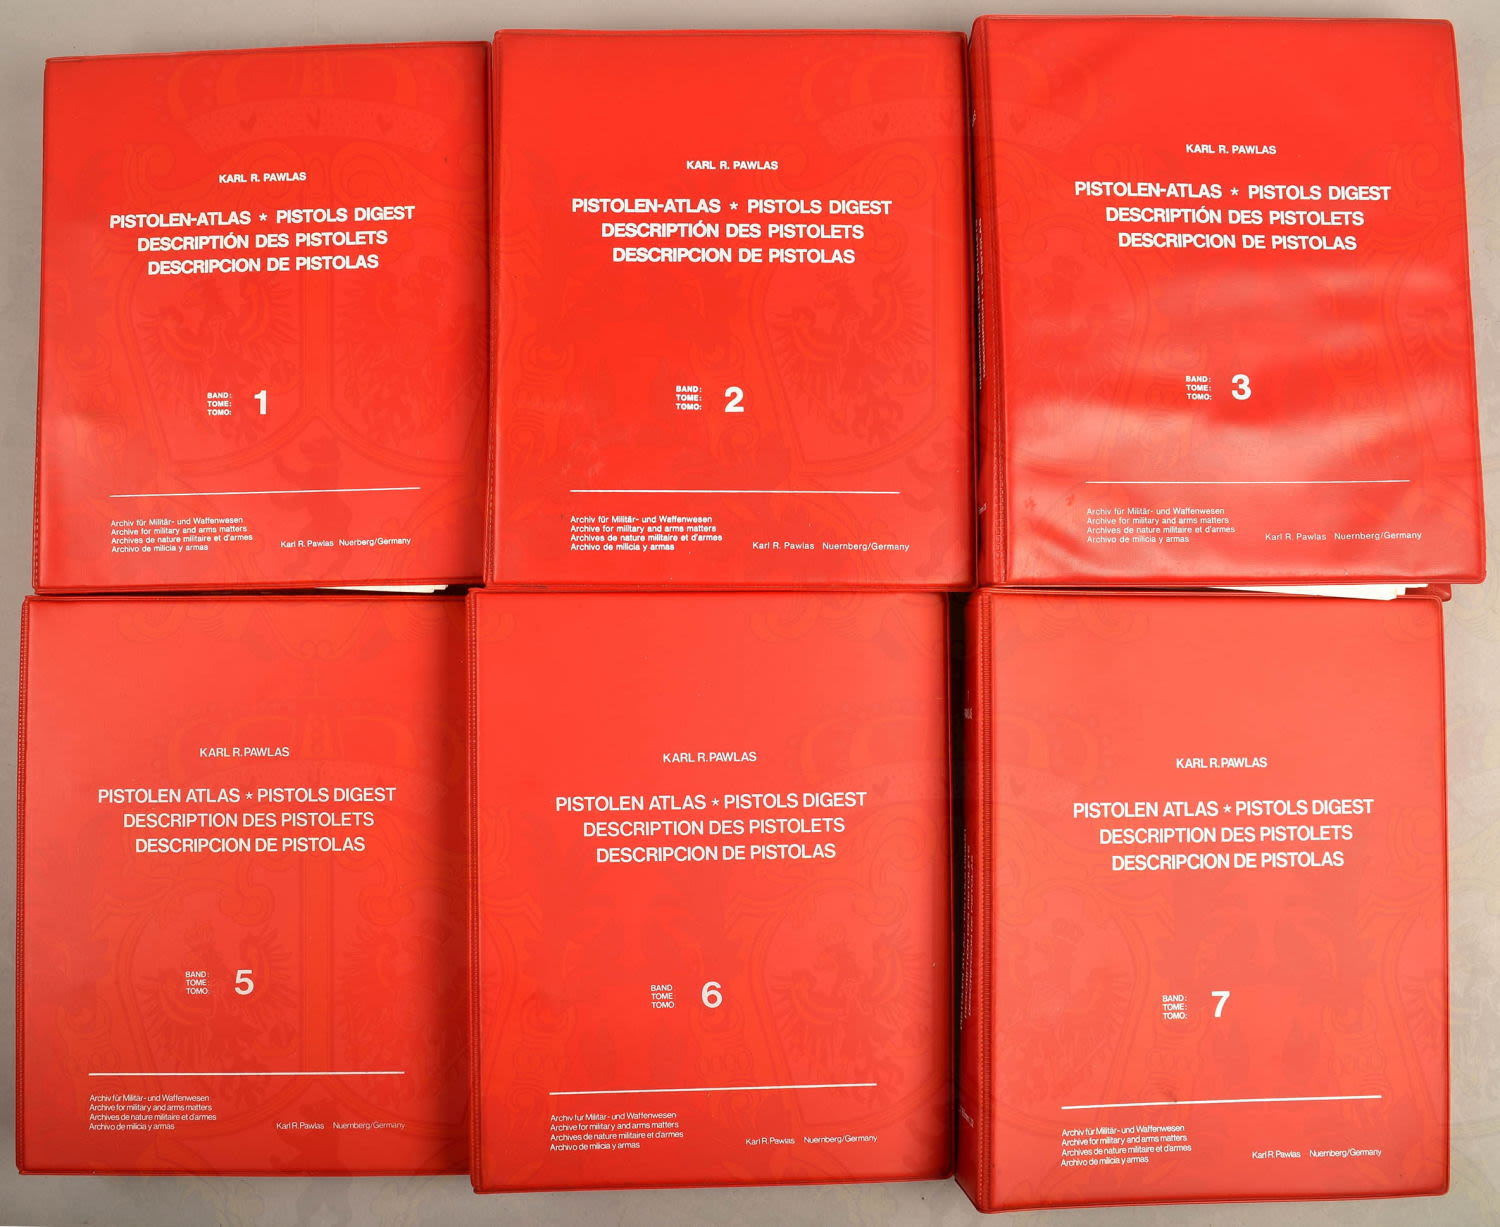 KARL R. PAWLAS
PISTOLEN-ATLAS * PISTOLS DIGEST
DESCRIPTIÓN DES PISTOLETS
DESCRIPCION DE PISTOLAS
BAND:
TOME: 1
TOMO:
Archiv für Militär- und Waffenwesen
Archive for military and arms matters
Archives de nature militaire et d'armes
Archivo de milicia y armas
Karl R. Pawlas Nuerberg/Germany
KARL R. PAWLAS
PISTOLEN-ATLAS * PISTOLS DIGEST
DESCRIPTIÓN DES PISTOLETS
DESCRIPCION DE PISTOLAS
BAND:
TOME: 2
TOMO:
Archiv für Militär- und Waffenwesen
Archive for military and arms matters
Archives de nature militaire et d'armes
Archivo de milicia y armas
Karl R. Pawlas Nuernberg/Germany
KARL R. PAWLAS
PISTOLEN-ATLAS * PISTOLS DIGEST
DESCRIPTIÓN DES PISTOLETS
DESCRIPCION DE PISTOLAS
BAND:
TOME: 3
TOMO:
Archiv für Militär- und Waffenwesen
Archive for military and arms matters
Archives de nature militaire et d'armes
Archivo de milicia y armas
Karl R. Pawlas Nuernberg/Germany
KARL R. PAWLAS
PISTOLEN ATLAS * PISTOLS DIGEST
DESCRIPTION DES PISTOLETS
DESCRIPCION DE PISTOLAS
BAND:
TOME: 5
TOMO:
Archiv für Militär- und Waffenwesen
Archive for military and arms matters
Archives de nature militaire et d'armes
Archivo de milicia y armas
Karl R. Pawlas Nuernberg/Germany
KARL R. PAWLAS
PISTOLEN ATLAS * PISTOLS DIGEST
DESCRIPTION DES PISTOLETS
DESCRIPCION DE PISTOLAS
BAND:
TOME: 6
TOMO:
Archiv für Militär- und Waffenwesen
Archive for military and arms matters
Archives de nature militaire et d'armes
Archivo de milicia y armas
Karl R. Pawlas Nuernberg/Germany
KARL R. PAWLAS
PISTOLEN ATLAS * PISTOLS DIGEST
DESCRIPTION DES PISTOLETS
DESCRIPCION DE PISTOLAS
BAND:
TOME: 7
TOMO:
Archiv für Militär- und Waffenwesen
Archive for military and arms matters
Archives de nature militaire et d'armes
Archivo de milicia y armas
Karl R. Pawlas Nuernberg/Germany